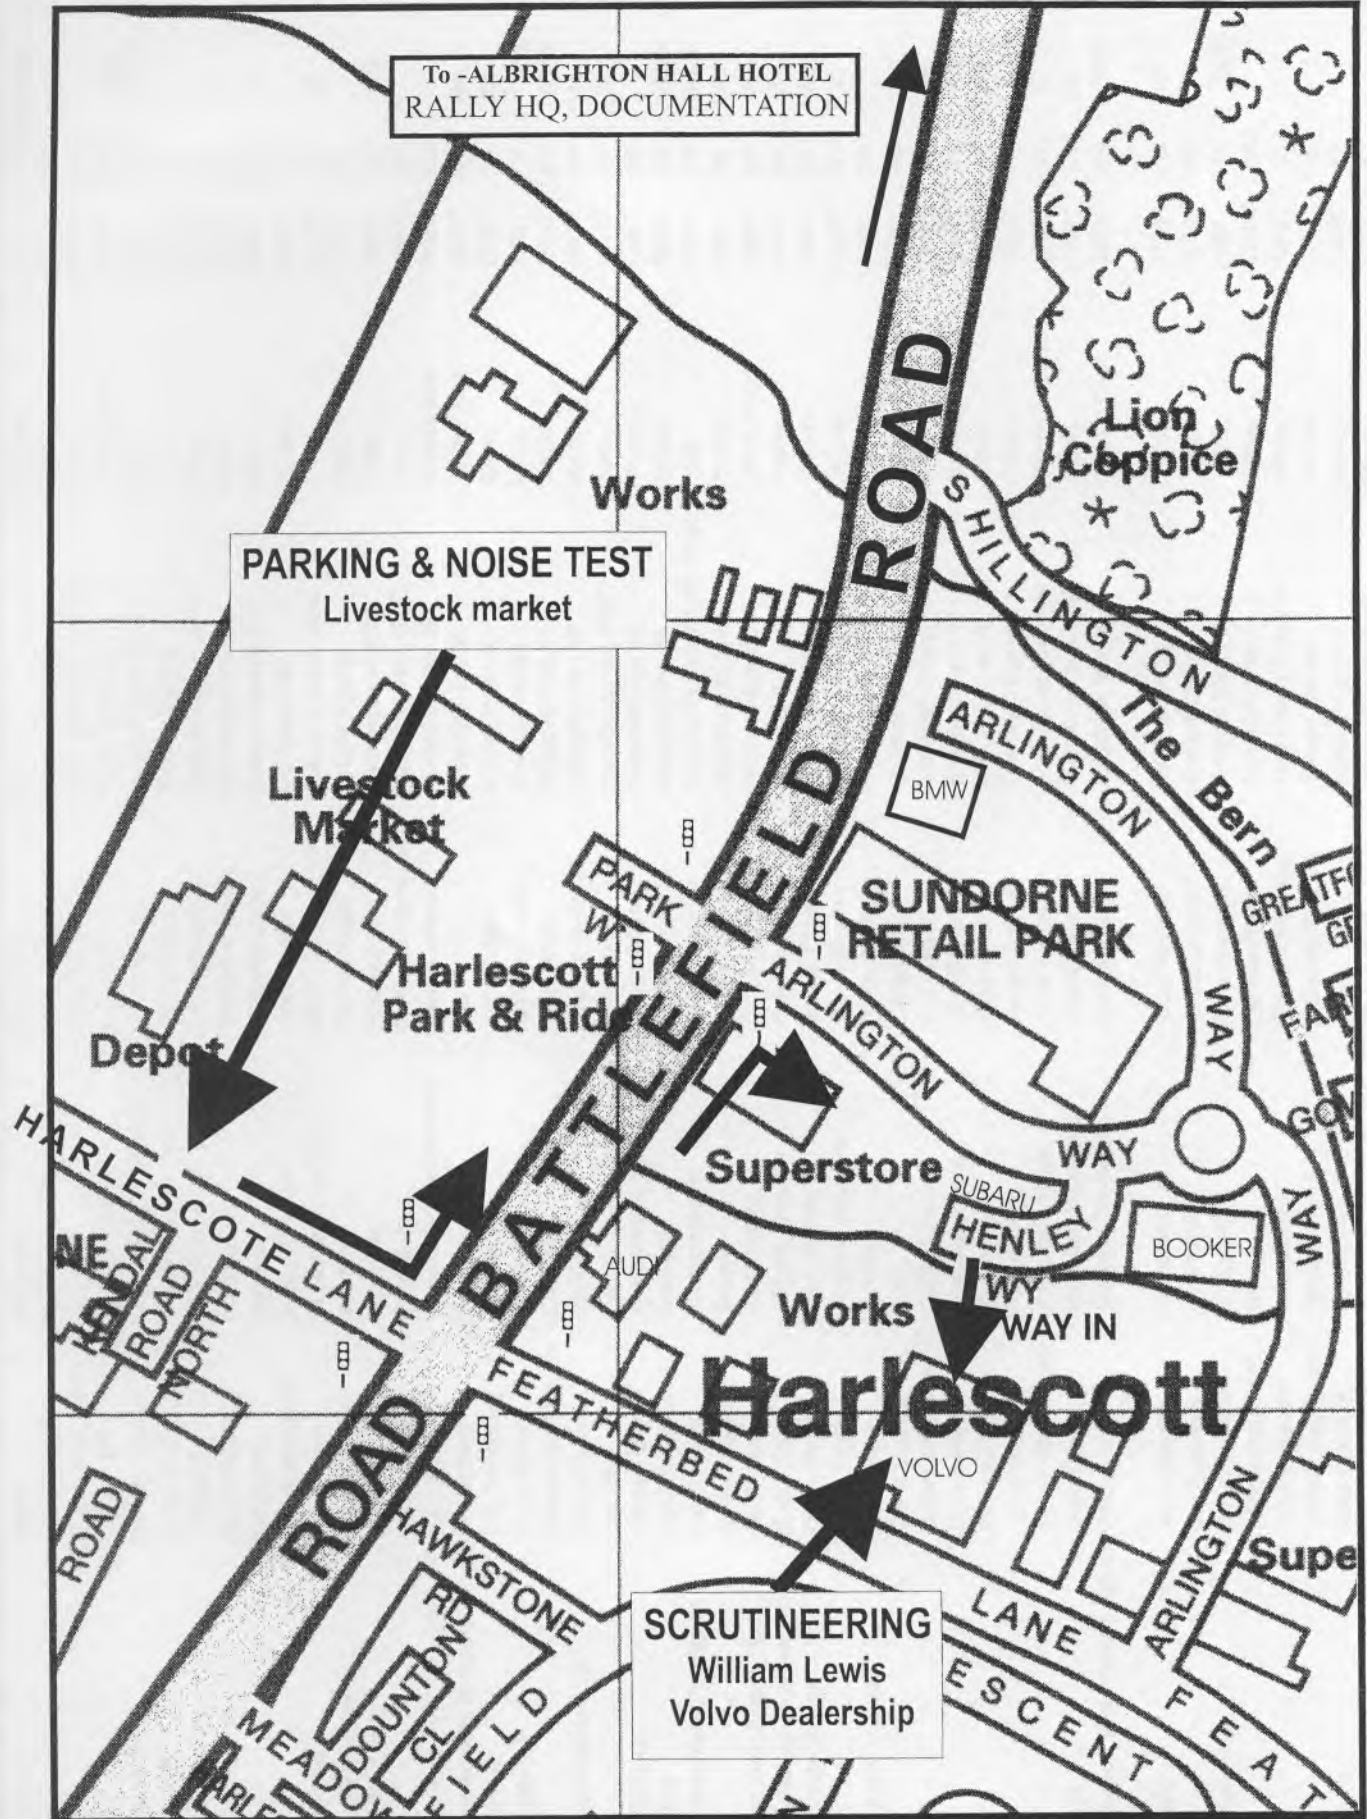 To -ALBRIGHTON HALL HOTEL
RALLY HQ, DOCUMENTATION
ROAD
Lion
Coppice
Works
SHILLINGTON
PARKING & NOISE TEST
Livestock market
The Bern
ARLINGTON
WAY
BMW
Livestock
Market
PARK
W
SUNDORNE
RETAIL PARK
BATTLEFIELD
Harlescott
Park & Ride
Depot
ARLINGTON
WAY
HARLESCOTE LANE
Superstore
SUBARU
HENLEY
WY
WAY IN
BOOKER
WAY
NE
KENDAL
ROAD
NORTH
AUDI
Works
Harlescott
VOLVO
FEATHERBED
LANE
ROAD
ROAD
HAWKSTONE
RD
ARLINGTON
Supe
SCRUTINEERING
William Lewis
Volvo Dealership
DOUNTON
CL
FIELD
ESCENT
FEAT
MEADOW
HARLE